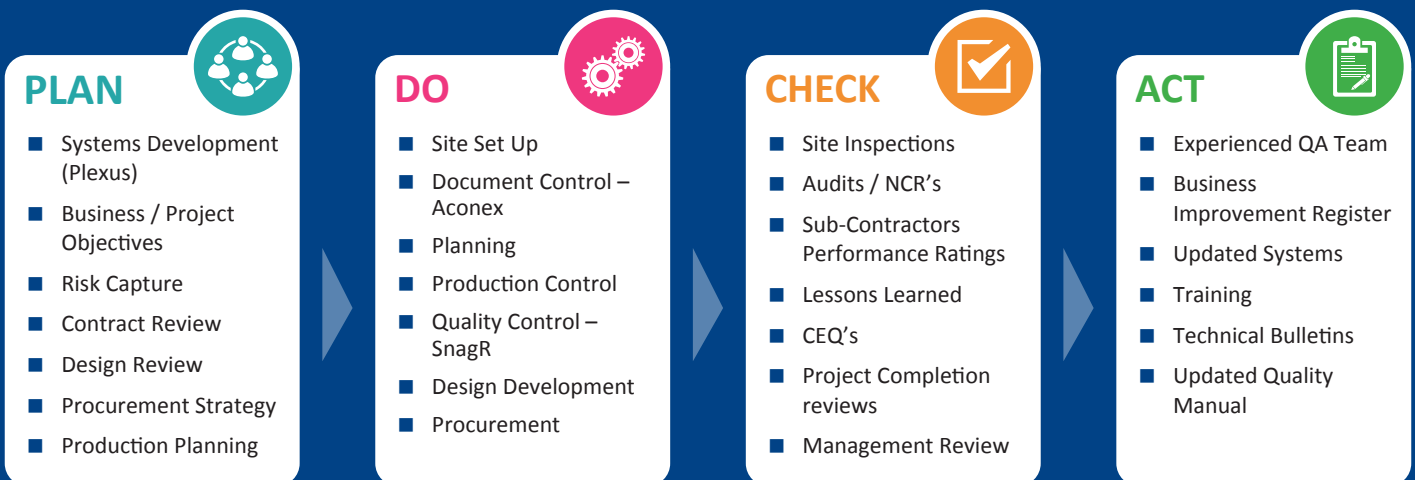 PLAN
Systems Development
(Plexus)
Business / Project
Objectives
Risk Capture
Contract Review
Design Review
Procurement Strategy
Production Planning
DO
Site Set Up
Document Control –
Aconex
Planning
Production Control
Quality Control –
SnagR
Design Development
Procurement
CHECK
Site Inspections
Audits / NCR's
Sub-Contractors
Performance Ratings
Lessons Learned
CEQ's
Project Completion
reviews
Management Review
ACT
Experienced QA Team
Business
Improvement Register
Updated Systems
Training
Technical Bulletins
Updated Quality
Manual